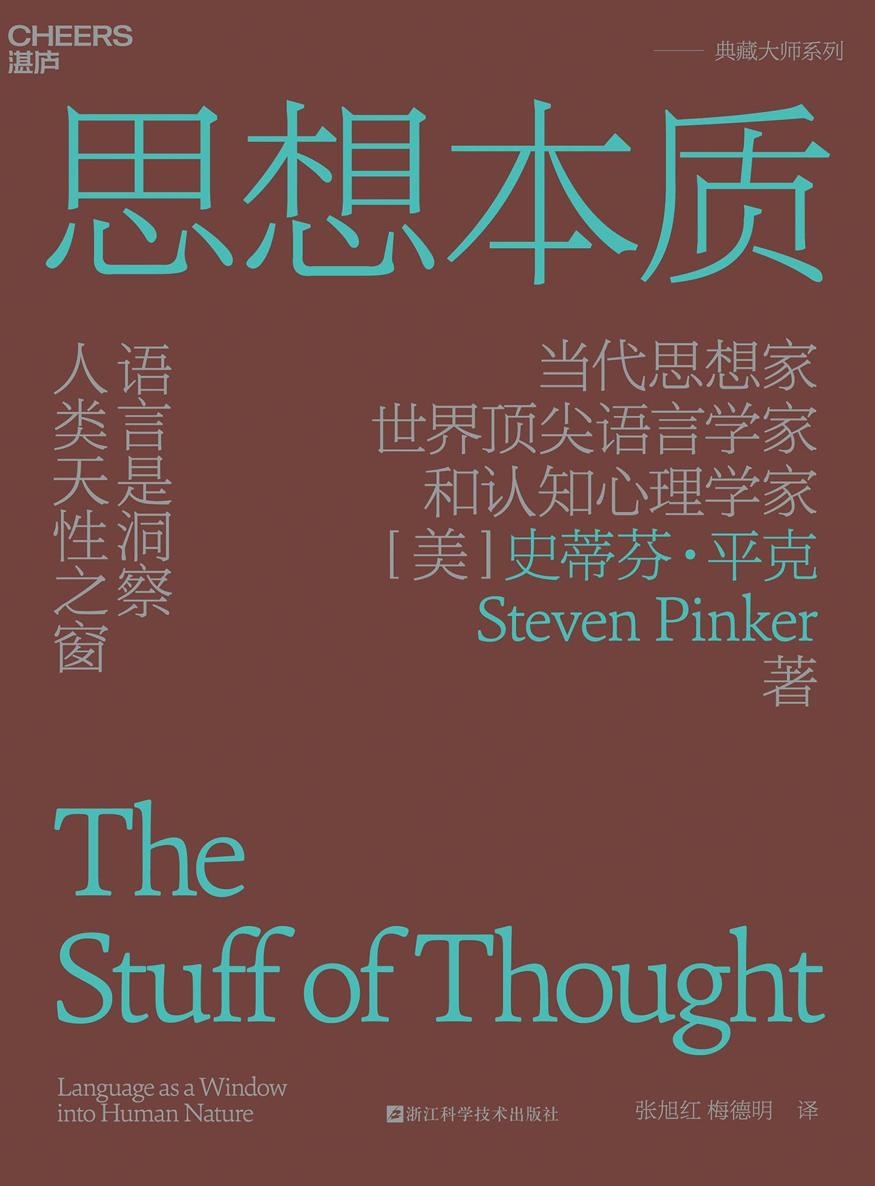 CHEERS
湛庐
典藏大师系列
思想本质
语言是洞察
人类天性之窗
当代思想家
世界顶尖语言学家
和认知心理学家
[美]史蒂芬·平克
Steven Pinker
著
The
Stuff of Thought
Language as a Window
into Human Nature
浙江科学技术出版社
张旭红 梅德明 译